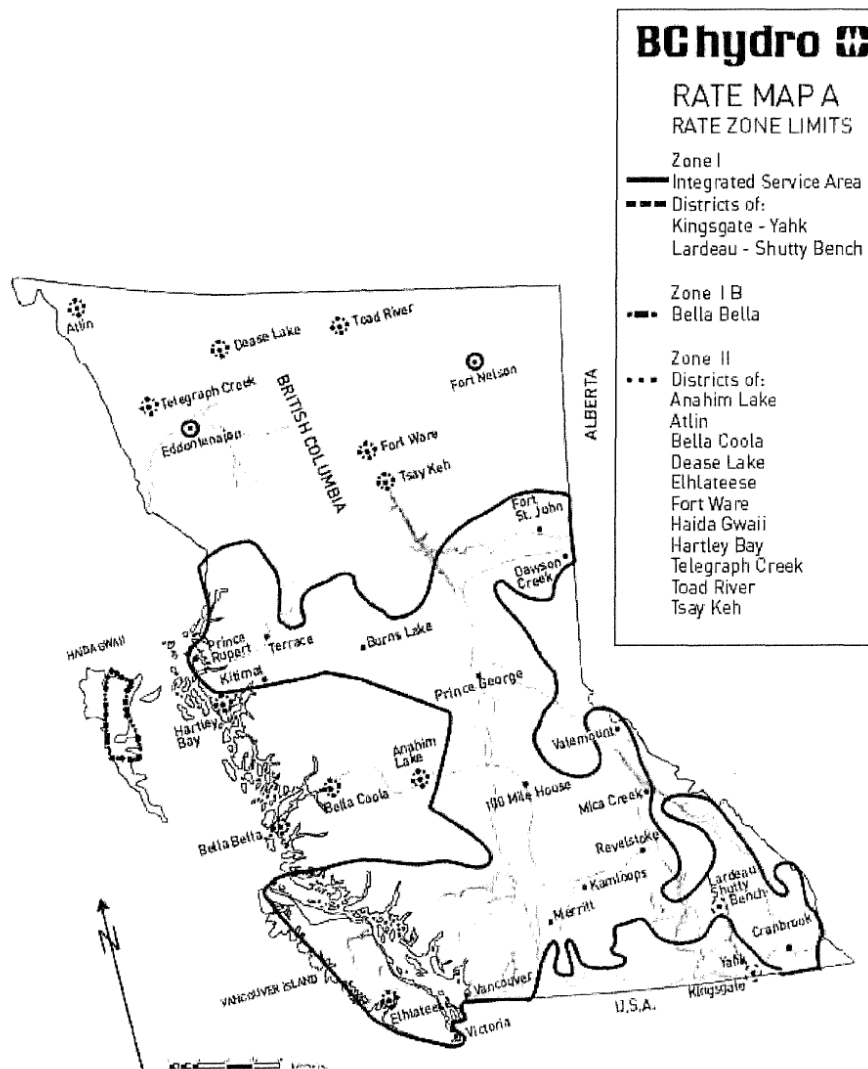 BC hydro
RATE MAP A
RATE ZONE LIMITS
Zone I
Integrated Service Area
Districts of:
Kingsgate - Yahk
Lardeau - Shutty Bench
Zone I B
Bella Bella
Zone II
Districts of:
Anahim Lake
Atlin
Bella Coola
Dease Lake
Elhlateese
Fort Ware
Haida Gwaii
Hartley Bay
Telegraph Creek
Toad River
Tsay Keh
Atlin
Dease Lake
Toad River
Fort Nelson
Telegraph Creek
Eddontenajon
BRITISH COLUMBIA
ALBERTA
Fort Ware
Tsay Keh
Fort
St. John
Dawson
Creek
HAIDA GWAII
Prince
Rupert
Terrace
Burns Lake
Kitimat
Prince George
Hartley
Bay
Valemount
Anahim
Lake
Bella Coola
100 Mile House
Mica Creek
Bella Bella
Revelstoke
Kamloops
Lardeau
Shutty
Bench
Merritt
Cranbrook
Yahk
Kingsgate
N
VANCOUVER ISLAND
Vancouver
Elhlateese
U.S.A.
Victoria